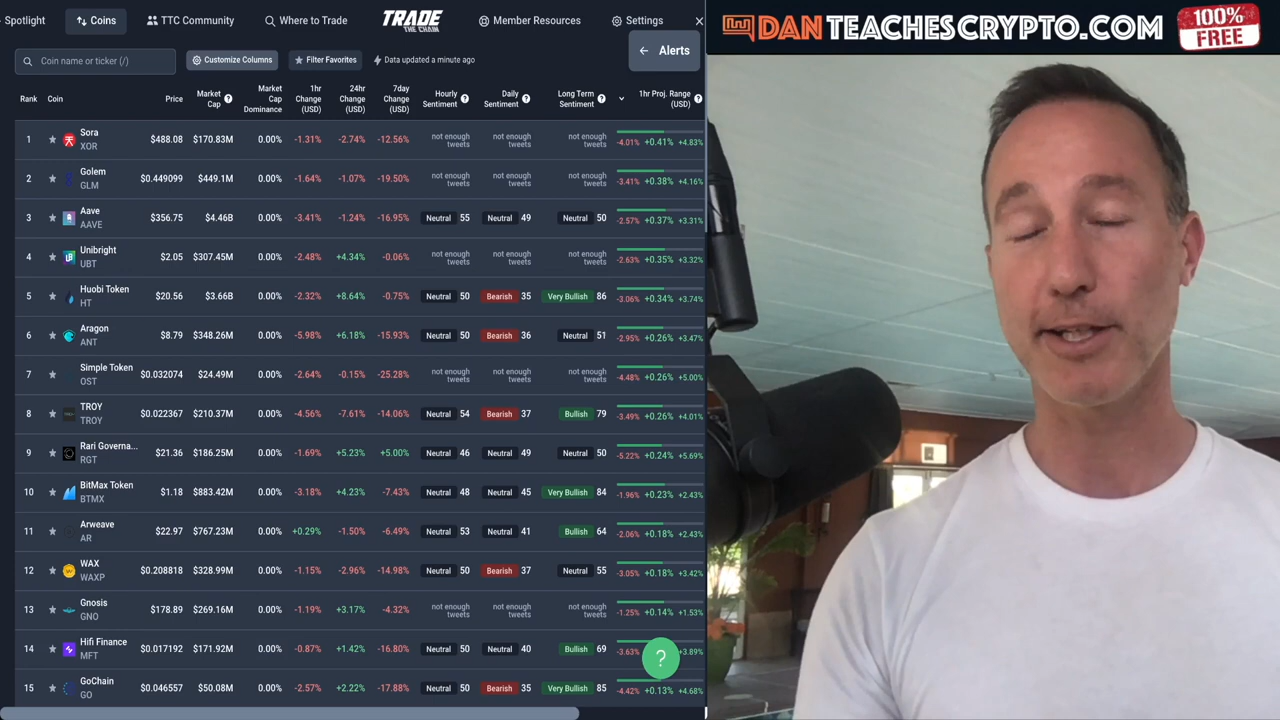 Spotlight Coins TTC Community Where to Trade TRADE THE CHAIN Member Resources Settings
Alerts
Coin name or ticker (/) Customize Columns Filter Favorites Data updated a minute ago
Rank Coin Price Market Cap Market Cap Dominance 1hr Change (USD) 24hr Change (USD) 7day Change (USD) Hourly Sentiment Daily Sentiment Long Term Sentiment 1hr Proj. Range (USD)
1 Sora XOR $488.08 $170.83M 0.00% -1.31% -2.74% -12.56% not enough tweets not enough tweets not enough tweets -4.01% +0.41% +4.83%
2 Golem GLM $0.449099 $449.1M 0.00% -1.64% -1.07% -19.50% not enough tweets not enough tweets not enough tweets -3.41% +0.38% +4.16%
3 Aave AAVE $356.75 $4.46B 0.00% -3.41% -1.24% -16.95% Neutral 55 Neutral 49 Neutral 50 -2.57% +0.37% +3.31%
4 Unibright UBT $2.05 $307.45M 0.00% -2.48% +4.34% -0.06% not enough tweets not enough tweets not enough tweets -2.63% +0.35% +3.32%
5 Huobi Token HT $20.56 $3.66B 0.00% -2.32% +8.64% -0.75% Neutral 50 Bearish 35 Very Bullish 86 -3.06% +0.34% +3.74%
6 Aragon ANT $8.79 $348.26M 0.00% -5.98% +6.18% -15.93% Neutral 50 Bearish 36 Neutral 51 -2.95% +0.26% +3.47%
7 Simple Token OST $0.032074 $24.49M 0.00% -2.64% -0.15% -25.28% not enough tweets not enough tweets not enough tweets -4.48% +0.26% +5.00%
8 TROY TROY $0.022367 $210.37M 0.00% -4.56% -7.61% -14.06% Neutral 54 Bearish 37 Bullish 79 -3.49% +0.26% +4.01%
9 Rari Governa... RGT $21.36 $186.23M 0.00% -1.69% +5.23% +5.00% Neutral 46 Neutral 49 Neutral 50 -5.22% +0.24% +5.69%
10 BitMax Token BTMX $1.18 $883.42M 0.00% -3.18% +4.23% -7.43% Neutral 48 Neutral 45 Very Bullish 84 -1.96% +0.23% +2.43%
11 Arweave AR $22.97 $767.23M 0.00% +0.29% -1.50% -6.49% Neutral 53 Neutral 41 Bullish 64 -2.06% +0.18% +2.43%
12 WAX WAXP $0.208818 $328.99M 0.00% -1.15% -2.96% -14.98% Neutral 50 Bearish 37 Neutral 55 -3.05% +0.18% +3.42%
13 Gnosis GNO $178.89 $269.16M 0.00% -1.19% +3.17% -4.32% not enough tweets not enough tweets not enough tweets -1.25% +0.14% +1.53%
14 Hifi Finance MFT $0.017192 $171.92M 0.00% -0.87% +1.42% -16.80% Neutral 50 Neutral 40 Bullish 69 -3.63% +3.89%
15 GoChain GO $0.046557 $50.8M 0.00% -2.57% +2.22% -17.88% Neutral 50 Bearish 35 Very Bullish 85 -4.42% +0.13% +4.68%
DANTEACHESCRYPTO.COM
100% FREE